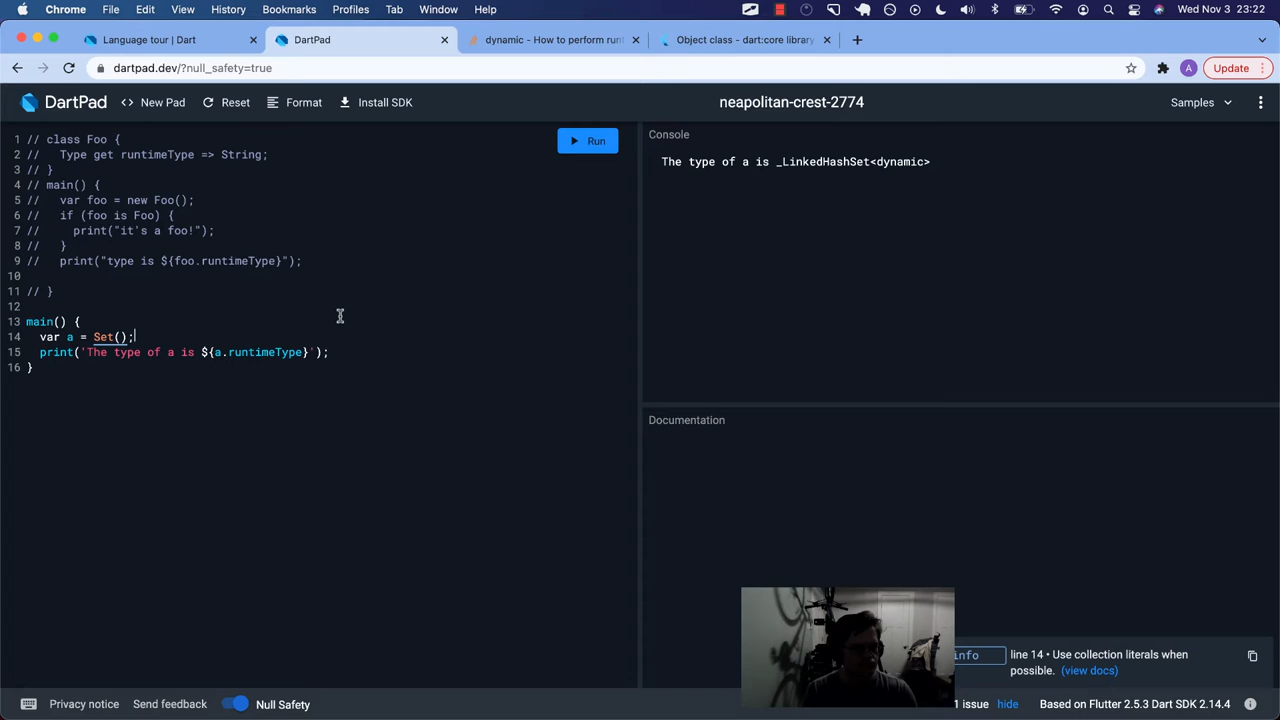 Chrome File Edit View History Bookmarks Profiles Tab Window Help Wed Nov 3 23:22
Language tour | Dart
DartPad
dynamic - How to perform run
Object class - dart:core library
dartpad.dev/?null_safety=true
A
Update
DartPad
<> New Pad
Reset
Format
Install SDK
neapolitan-crest-2774
Samples
1 // class Foo {
2 // Type get runtimeType => String;
3 // }
4 // main() {
5 // var foo = new Foo();
6 // if (foo is Foo) {
7 // print("it's a foo!");
8 // }
9 // print("type is ${foo.runtimeType}");
10
11 // }
12
13 main() {
14 var a = Set();
15 print('The type of a is ${a.runtimeType}');
16 }
Run
Console
The type of a is _LinkedHashSet<dynamic>
Documentation
info
line 14 • Use collection literals when
possible. (view docs)
Privacy notice
Send feedback
Null Safety
1 issue
hide
Based on Flutter 2.5.3 Dart SDK 2.14.4